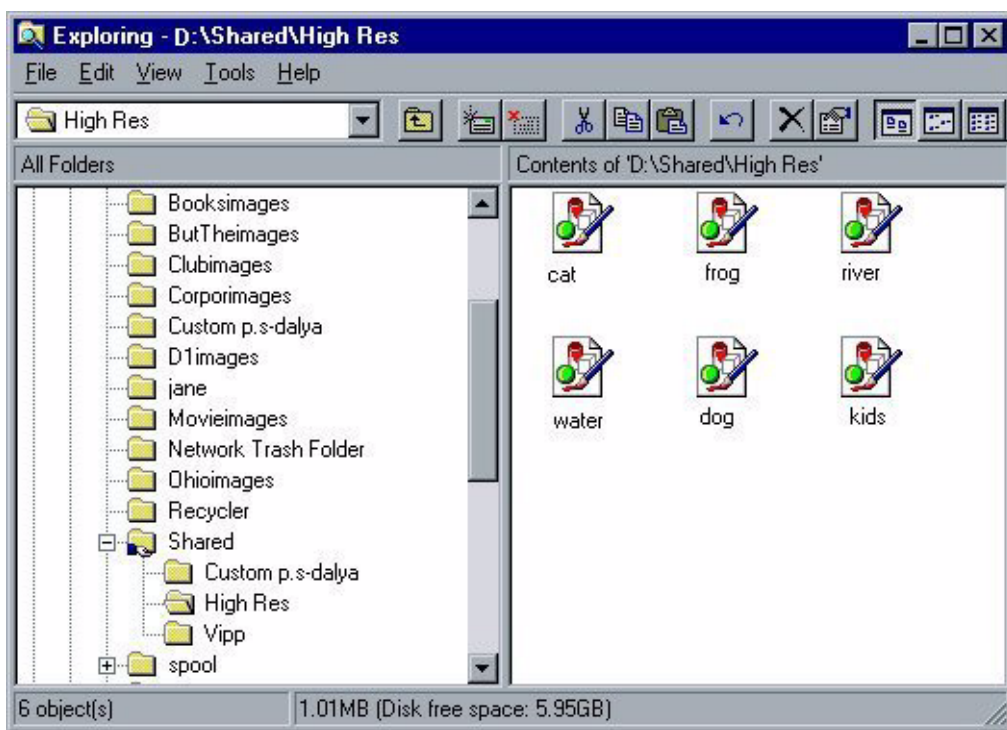 Exploring - D:\Shared\High Res
File Edit View Tools Help
High Res
All Folders
Contents of 'D:\Shared\High Res'
Booksimages
ButTheimages
Clubimages
Corporimages
Custom p.s-dalya
D1images
jane
Movieimages
Network Trash Folder
Ohioimages
Recycler
Shared
Custom p.s-dalya
High Res
Vipp
spool
cat frog river
water dog kids
6 object(s)
1.01MB (Disk free space: 5.95GB)